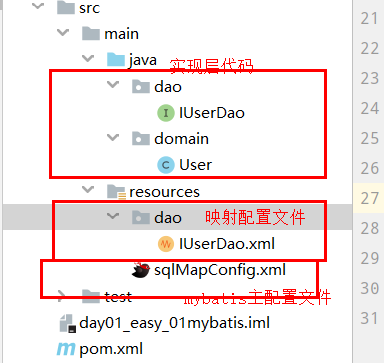 src
main
java 实现层代码
dao
IUserDao
domain
User
resources
dao 映射配置文件
IUserDao.xml
sqlMapConfig.xml
test mybatis主配置文件
day01_easy_01mybatis.iml
pom.xml
21
22
23
24
25
26
27
28
29
30
31